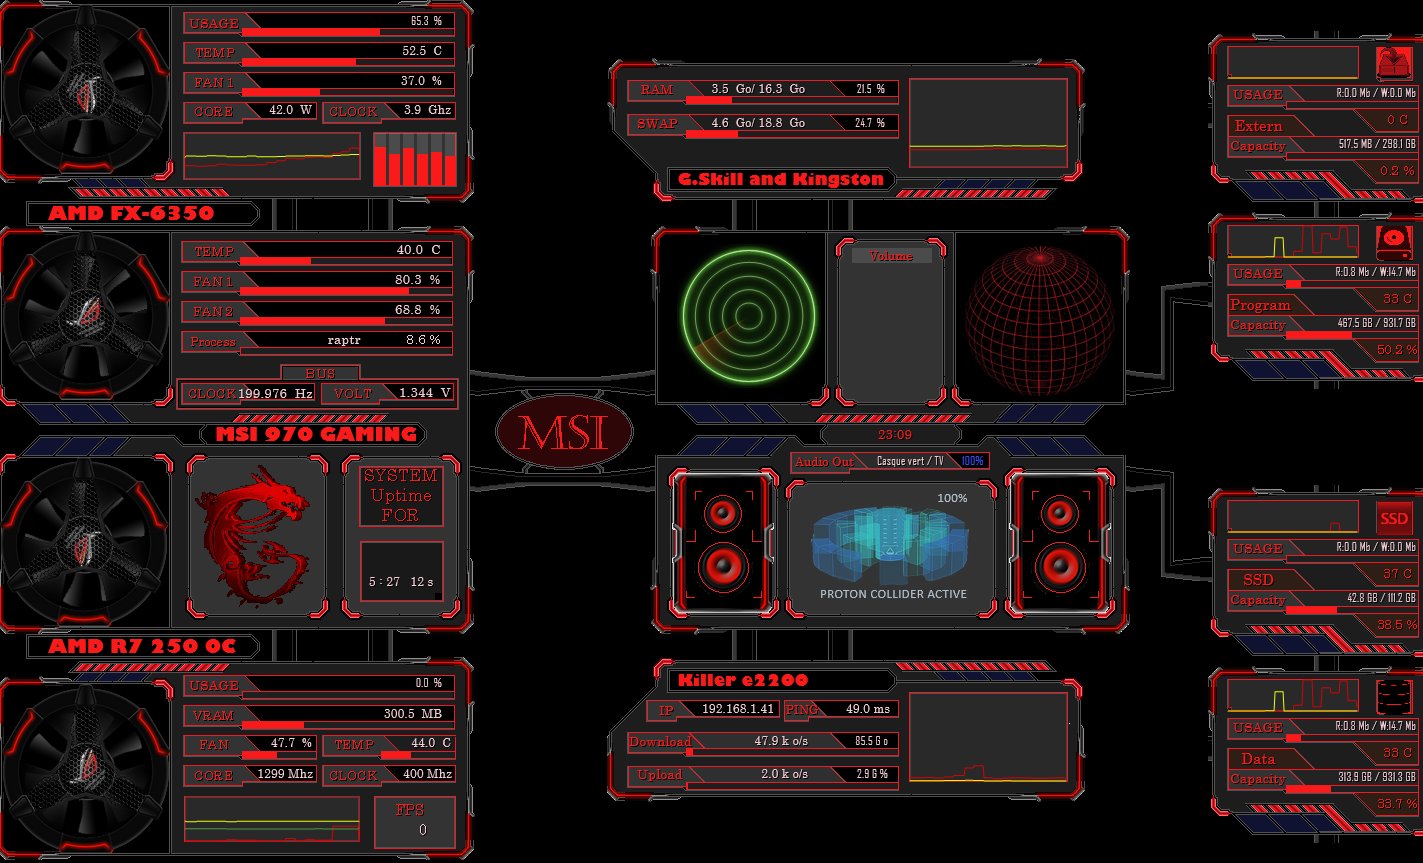 USAGE 65.3 %
TEMP 52.5 C
FAN 1 37.0 %
CORE 42.0 W CLOCK 3.9 Ghz
AMD FX-6350
TEMP 40.0 C
FAN 1 80.3 %
FAN 2 68.8 %
Process raptr 8.6 %
BUS
CLOCK 199.976 Hz VOLT 1.344 V
MSI 970 GAMING
SYSTEM
Uptime
FOR
5 : 27 12 s
AMD R7 250 OC
USAGE 0.0 %
VRAM 300.5 MB
FAN 47.7 % TEMP 44.0 C
CORE 1299 Mhz CLOCK 400 Mhz
FPS
0
MSI
RAM 3.5 Go/ 16.3 Go 21.5 %
SWAP 4.6 Go/ 18.8 Go 24.7 %
G.Skill and Kingston
Volume
23:09
Audio Out Casque vert / TV 100%
100%
PROTON COLLIDER ACTIVE
Killer e2200
IP 192.168.1.41 PING 49.0 ms
Download 47.9 k o/s 85.5 G o
Upload 2.0 k o/s 2.9 G %
USAGE R:0.0 Mb / W:0.0 Mb
Extern 0 C
Capacity 517.5 MB / 298.1 GB
0.2 %
USAGE R:0.8 Mb / W:14.7 Mb
Program 33 C
Capacity 467.5 GB / 931.7 GB
50.2 %
SSD
USAGE R:0.0 Mb / W:0.0 Mb
SSD 37 C
Capacity 42.8 GB / 111.2 GB
38.5 %
USAGE R:0.8 Mb / W:14.7 Mb
Data 33 C
Capacity 313.9 GB / 931.3 GB
33.7 %